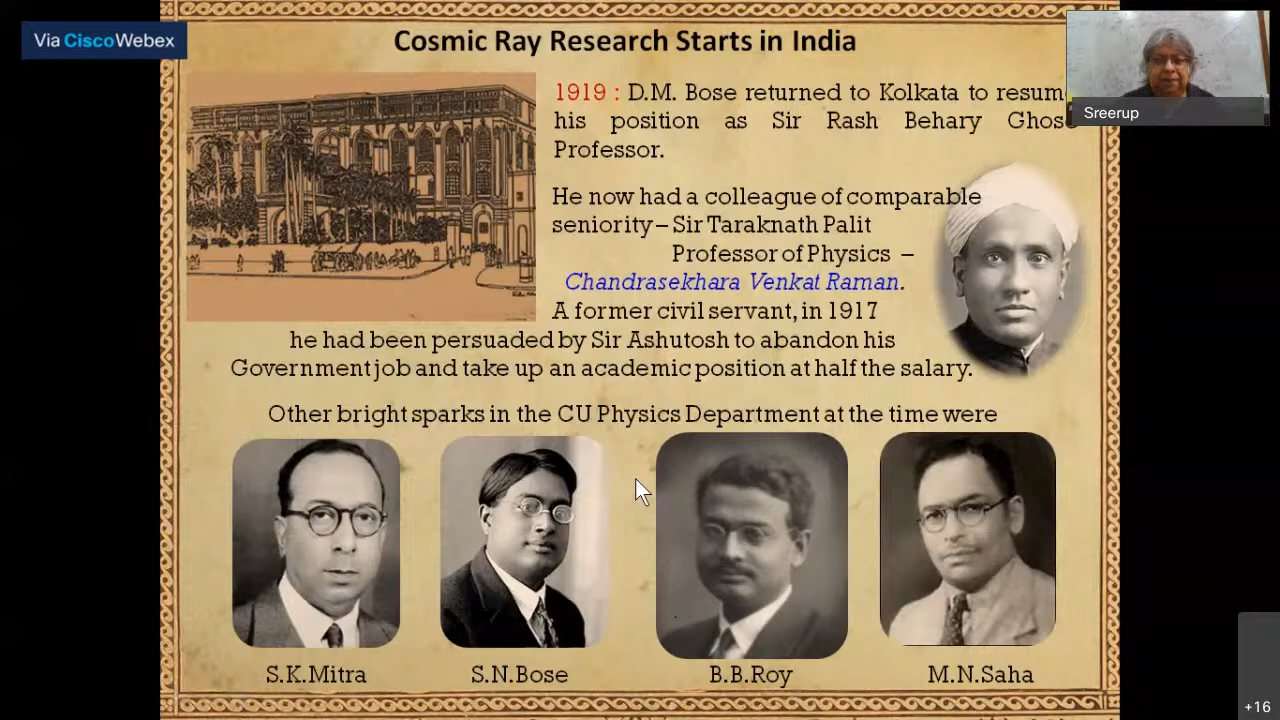 Via Cisco Webex
Cosmic Ray Research Starts in India
Sreerup
1919 : D.M. Bose returned to Kolkata to resum
his position as Sir Rash Behary Ghose
Professor.
He now had a colleague of comparable
seniority – Sir Taraknath Palit
Professor of Physics –
Chandrasekhara Venkat Raman.
A former civil servant, in 1917
he had been persuaded by Sir Ashutosh to abandon his
Government job and take up an academic position at half the salary.
Other bright sparks in the CU Physics Department at the time were
S.K.Mitra
S.N.Bose
B.B.Roy
M.N.Saha
+16